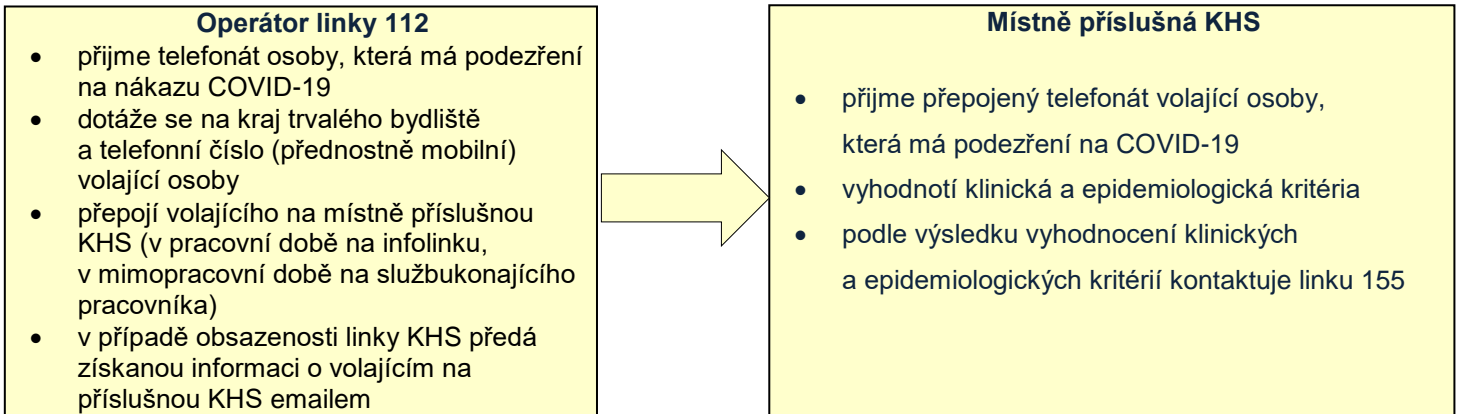 Operátor linky 112
• přijme telefonát osoby, která má podezření
na nákazu COVID-19
• dotáže se na kraj trvalého bydliště
a telefonní číslo (přednostně mobilní)
volající osoby
• přepojí volajícího na místně příslušnou
KHS (v pracovní době na infolinku,
v mimopracovní době na službukonajícího
pracovníka)
• v případě obsazenosti linky KHS předá
získanou informaci o volajícím na
příslušnou KHS emailem
Místně příslušná KHS
• přijme přepojený telefonát volající osoby,
která má podezření na COVID-19
• vyhodnotí klinická a epidemiologická kritéria
• podle výsledku vyhodnocení klinických
a epidemiologických kritérií kontaktuje linku 155